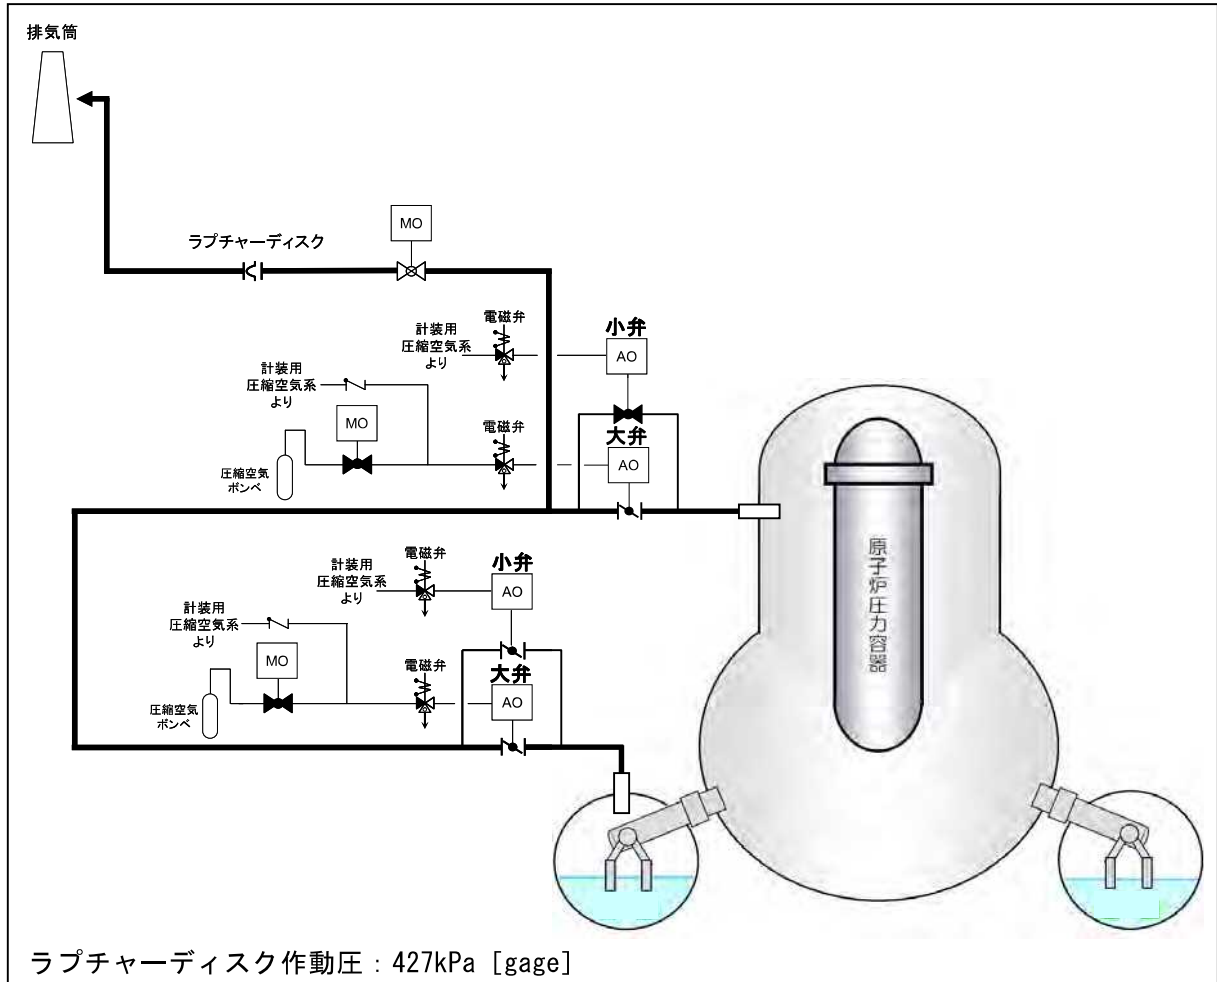 排気筒
MO
ラプチャーディスク
電磁弁
小弁
計装用
圧縮空気系
より
AO
計装用
圧縮空気系
より
MO
電磁弁
大弁
AO
圧縮空気
ボンベ
原子炉圧力容器
電磁弁
小弁
計装用
圧縮空気系
より
AO
計装用
圧縮空気系
より
MO
電磁弁
大弁
AO
圧縮空気
ボンベ
ラプチャーディスク作動圧：427kPa [gage]